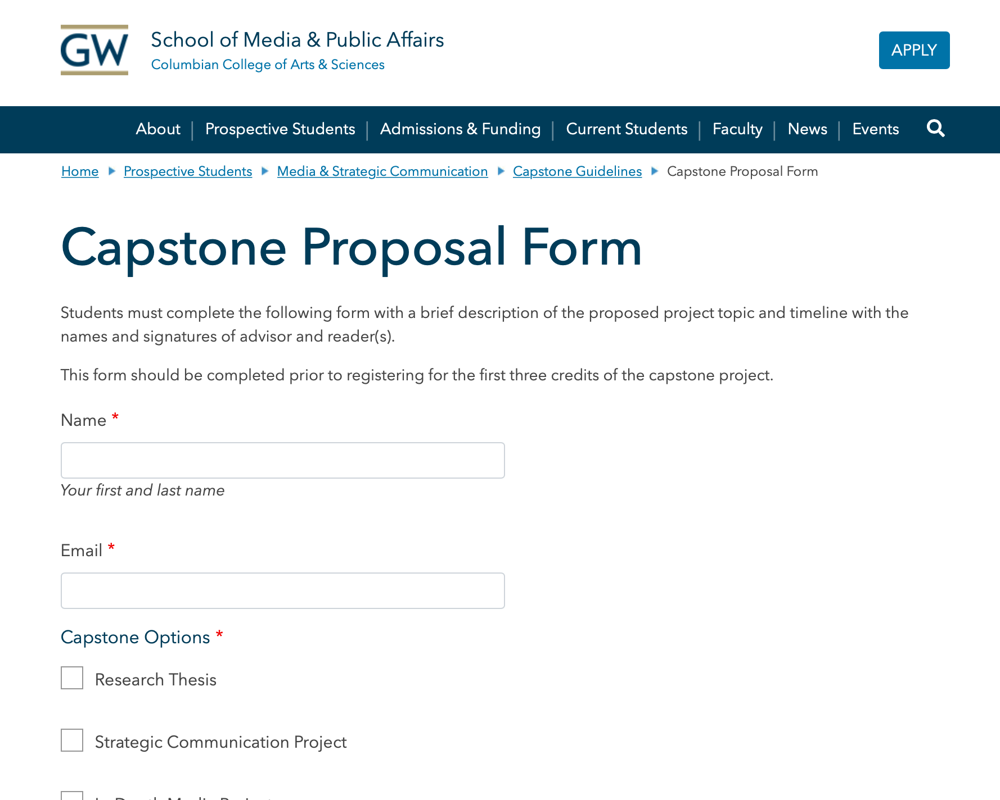 GW
School of Media & Public Affairs
Columbian College of Arts & Sciences
APPLY
About | Prospective Students | Admissions & Funding | Current Students | Faculty | News | Events
Home Prospective Students Media & Strategic Communication Capstone Guidelines Capstone Proposal Form
Capstone Proposal Form
Students must complete the following form with a brief description of the proposed project topic and timeline with the
names and signatures of advisor and reader(s).
This form should be completed prior to registering for the first three credits of the capstone project.
Name *
Your first and last name
Email *
Capstone Options *
Research Thesis
Strategic Communication Project
In-Depth Media Project